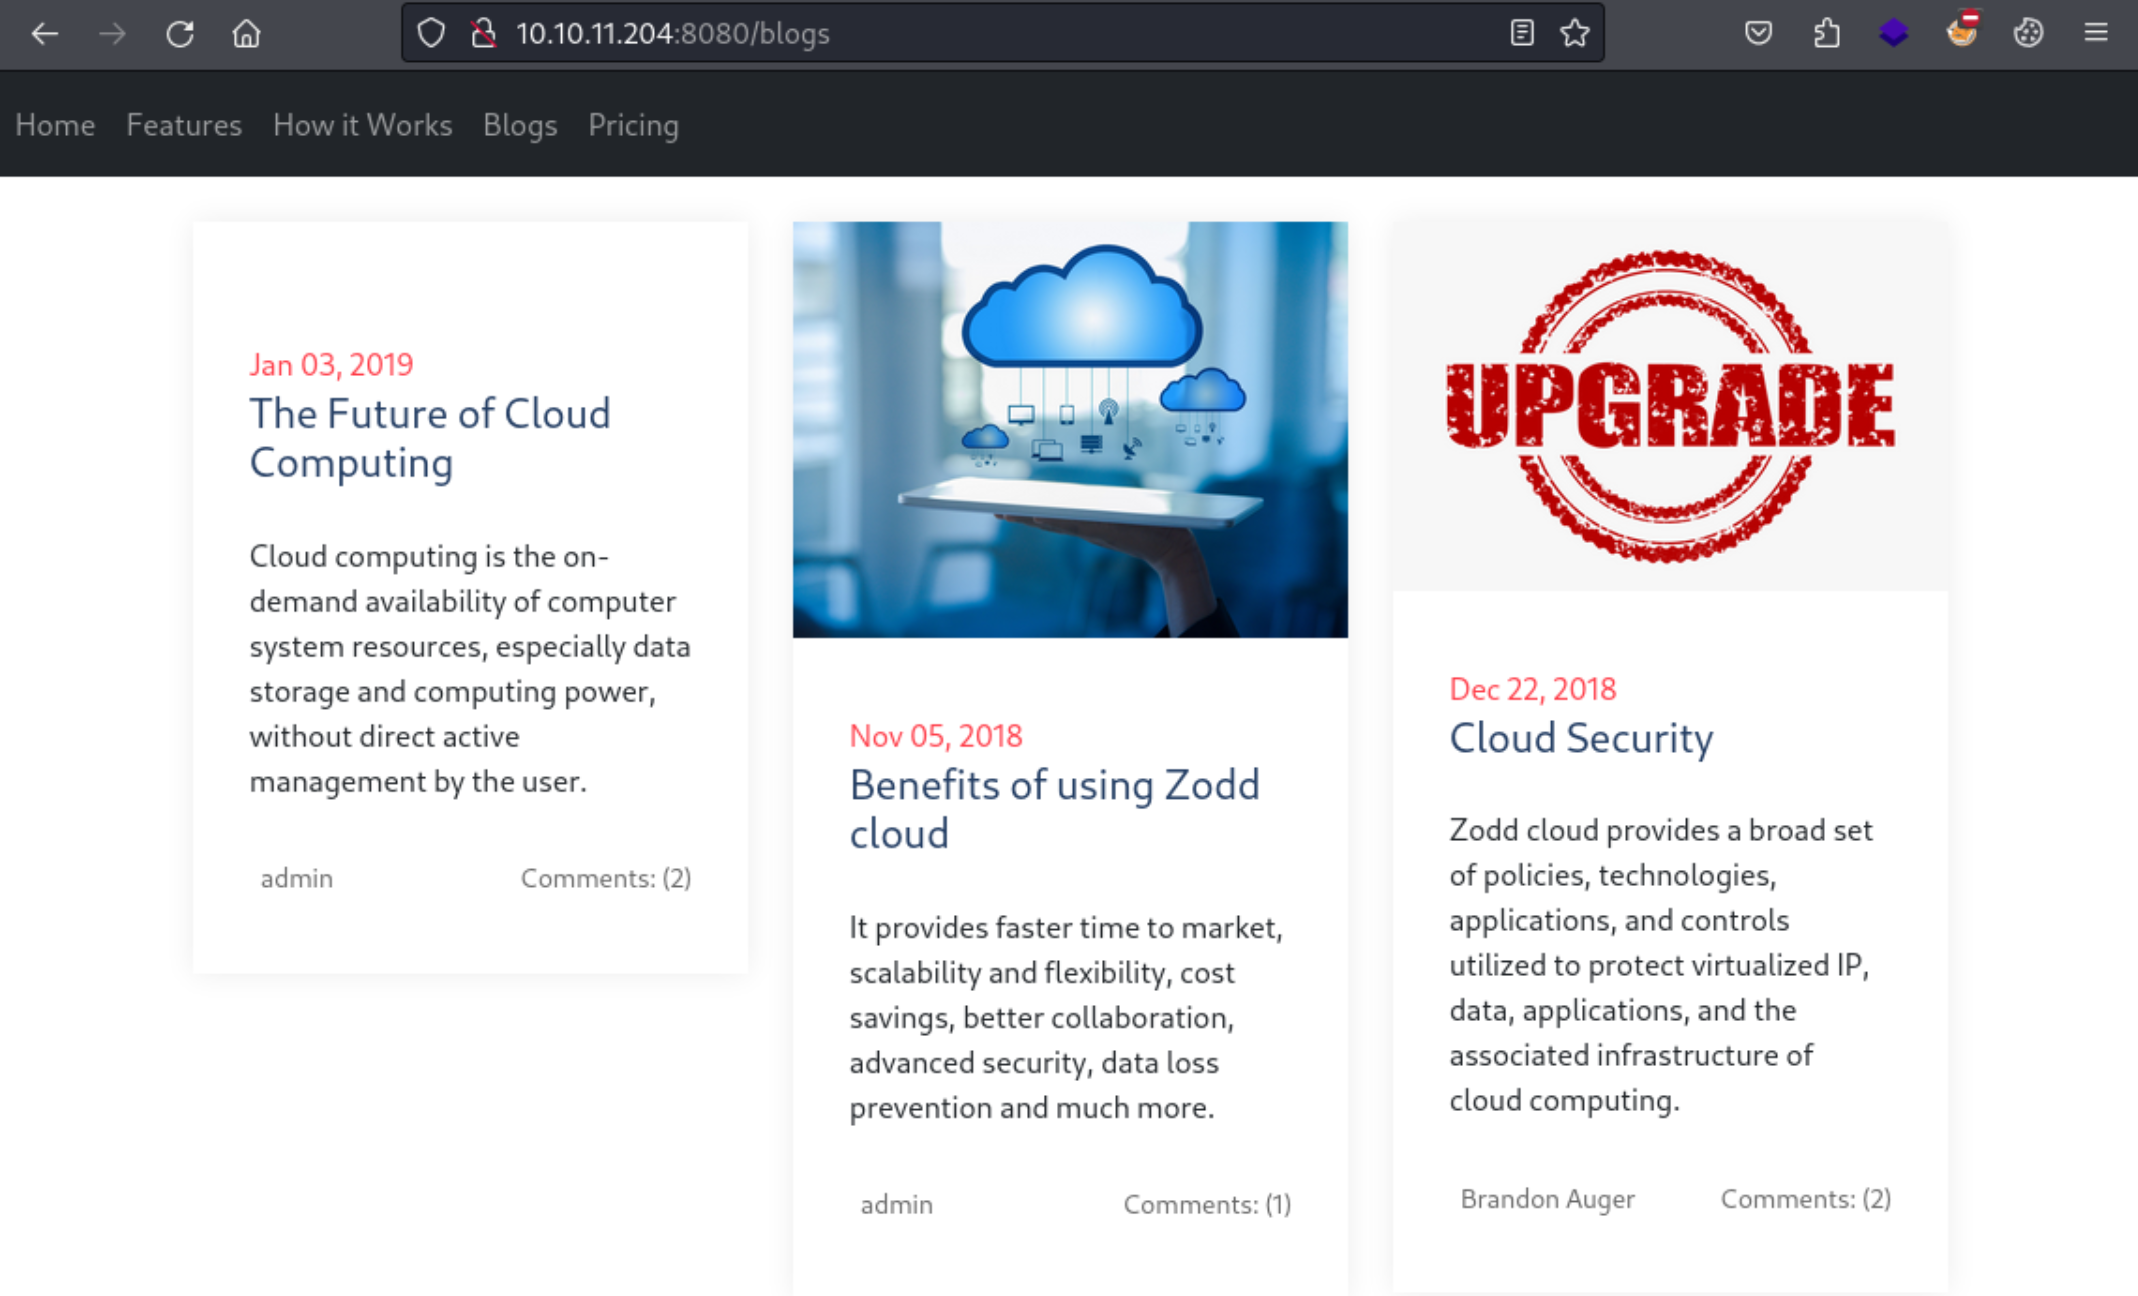 10.10.11.204:8080/blogs
Home Features How it Works Blogs Pricing
Jan 03, 2019
The Future of Cloud
Computing
Cloud computing is the on-
demand availability of computer
system resources, especially data
storage and computing power,
without direct active
management by the user.
admin Comments: (2)
Nov 05, 2018
Benefits of using Zodd
cloud
It provides faster time to market,
scalability and flexibility, cost
savings, better collaboration,
advanced security, data loss
prevention and much more.
admin Comments: (1)
UPGRADE
Dec 22, 2018
Cloud Security
Zodd cloud provides a broad set
of policies, technologies,
applications, and controls
utilized to protect virtualized IP,
data, applications, and the
associated infrastructure of
cloud computing.
Brandon Auger Comments: (2)